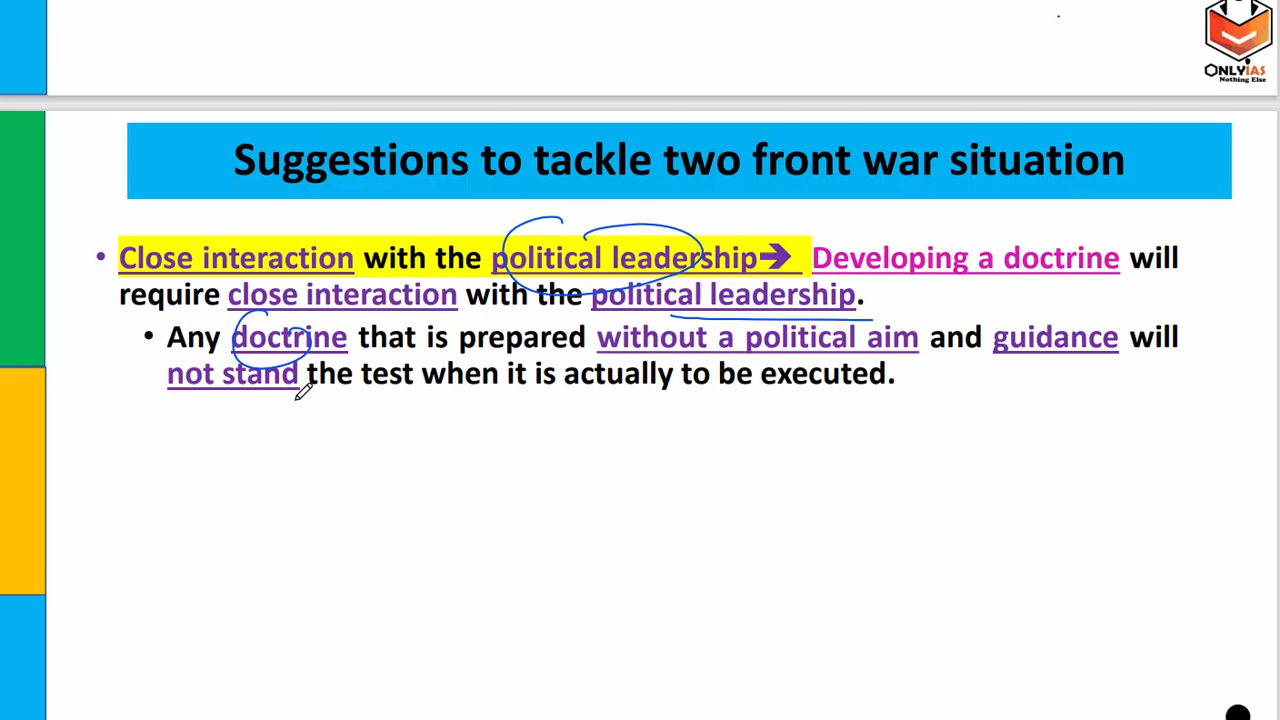 ONLYIAS
Nothing Else
Suggestions to tackle two front war situation
• Close interaction with the political leadership➔ Developing a doctrine will
require close interaction with the political leadership.
• Any doctrine that is prepared without a political aim and guidance will
not stand the test when it is actually to be executed.